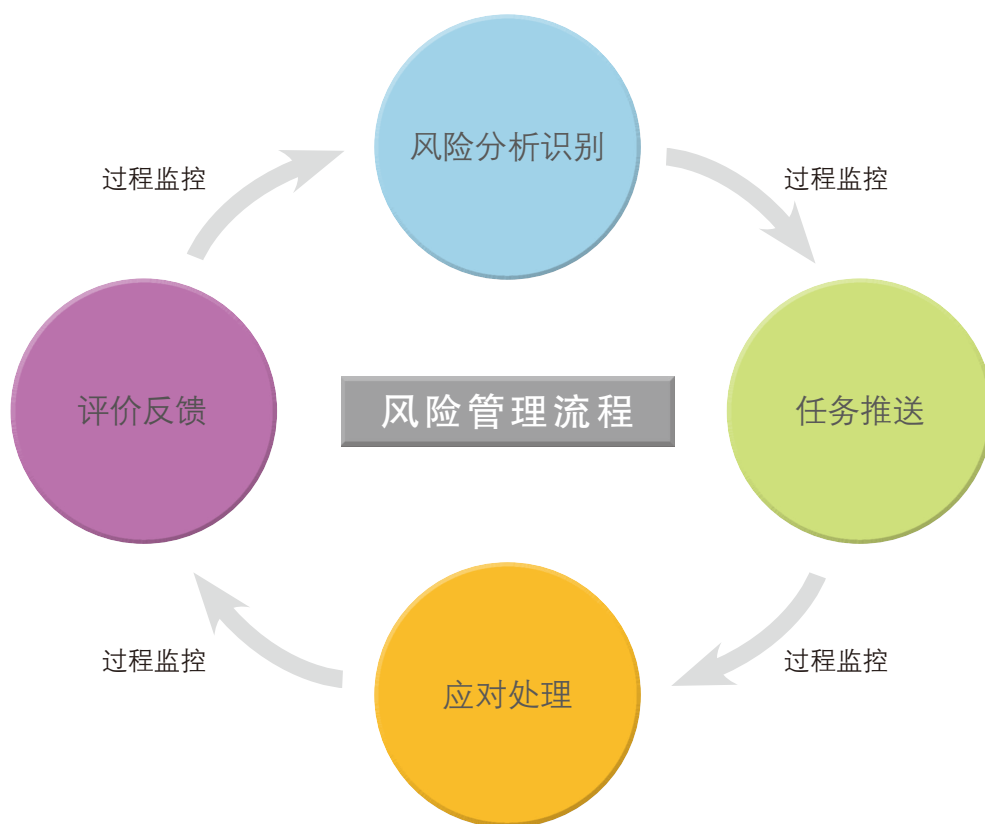 风险分析识别
过程监控
过程监控
评价反馈
风险管理流程
任务推送
过程监控
过程监控
应对处理